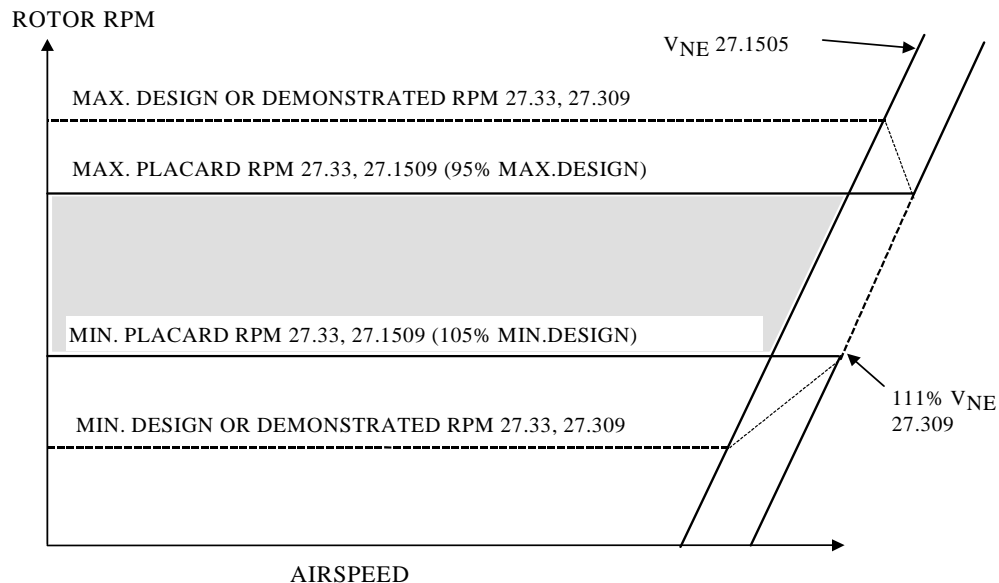 ROTOR RPM
VNE 27.1505
MAX. DESIGN OR DEMONSTRATED RPM 27.33, 27.309
MAX. PLACARD RPM 27.33, 27.1509 (95% MAX.DESIGN)
MIN. PLACARD RPM 27.33, 27.1509 (105% MIN.DESIGN)
111% VNE
27.309
MIN. DESIGN OR DEMONSTRATED RPM 27.33, 27.309
AIRSPEED